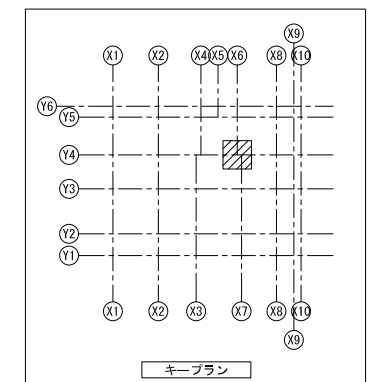 X9
X1 X2 X4 X5 X6 X8 X10
Y6
Y5
Y4
Y3
Y2
Y1
X1 X2 X3 X7 X8 X10
X9
キープラン